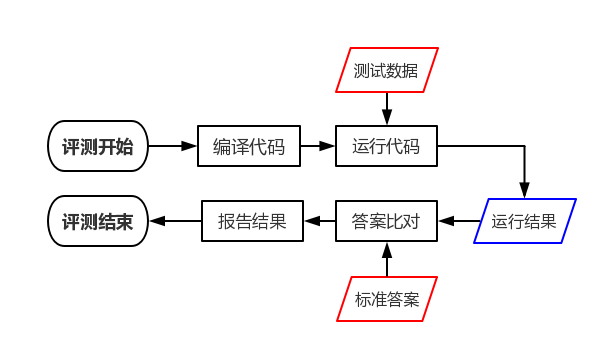 测试数据
评测开始
编译代码
运行代码
评测结束
报告结果
答案比对
运行结果
标准答案